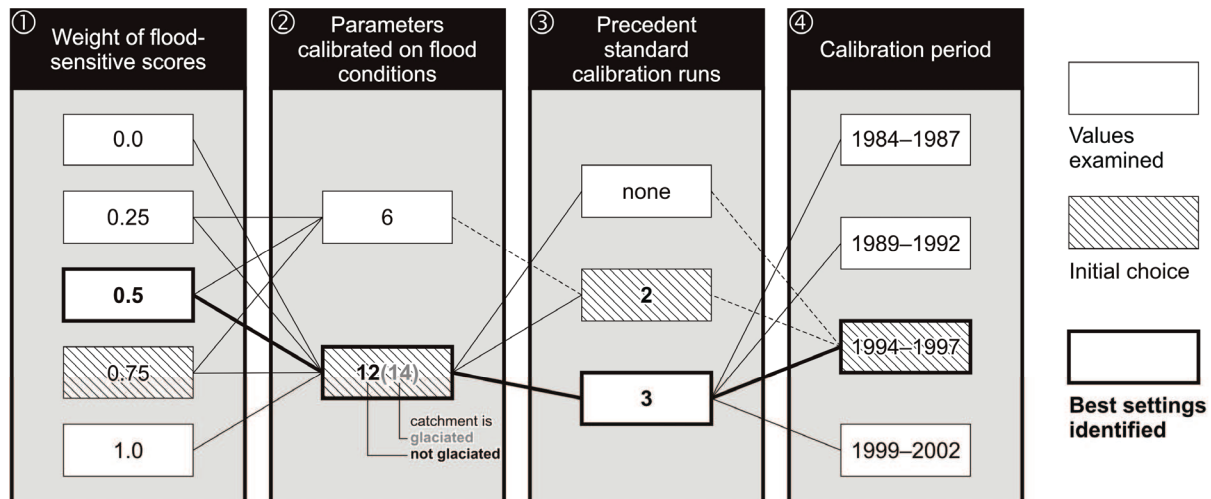 ①
Weight of flood-
sensitive scores
0.0
0.25
0.5
0.75
1.0
②
Parameters
calibrated on flood
conditions
6
12(14)
catchment is
glaciated
not glaciated
③
Precedent
standard
calibration runs
none
2
3
④
Calibration period
1984–1987
1989–1992
1994–1997
1999–2002
Values
examined
Initial choice
Best settings
identified